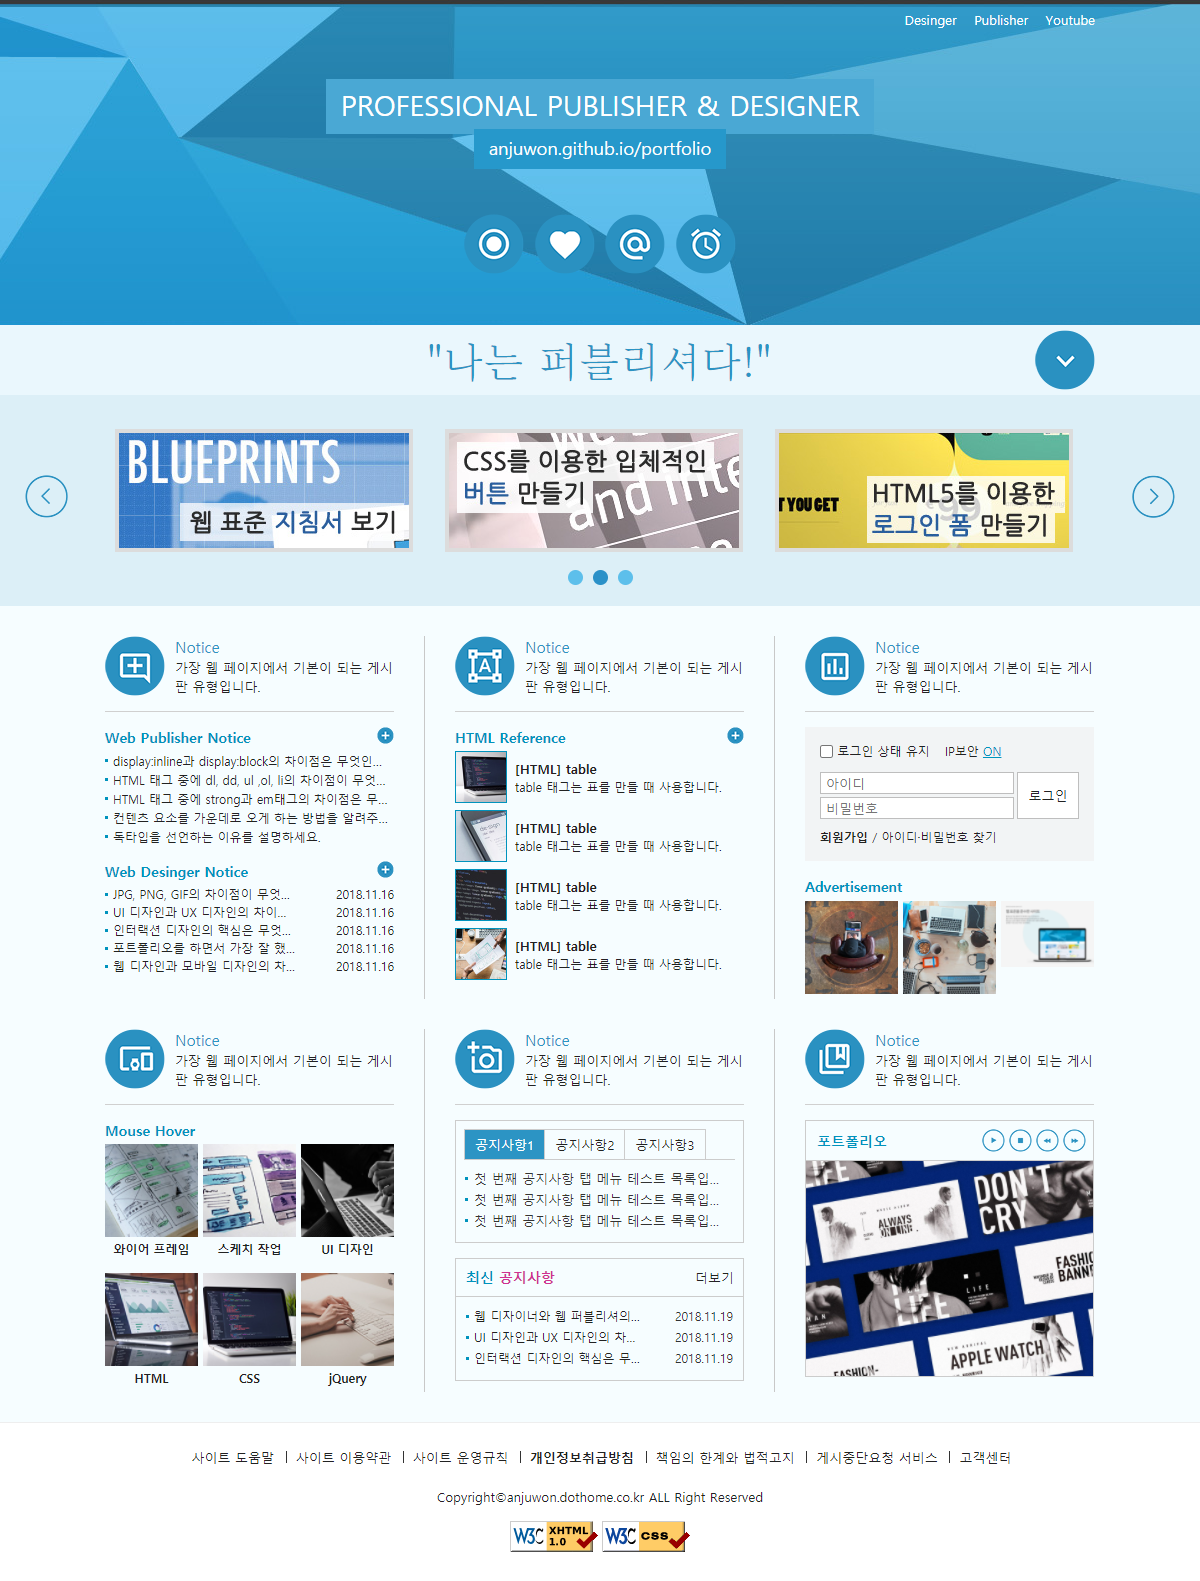 Desinger Publisher Youtube
PROFESSIONAL PUBLISHER & DESIGNER
anjuwon.github.io/portfolio
"나는 퍼블리셔다!"
BLUEPRINTS
웹 표준 지침서 보기
CSS를 이용한 입체적인
버튼 만들기
HTML5를 이용한
로그인 폼 만들기
Notice
가장 웹 페이지에서 기본이 되는 게시
판 유형입니다.
Web Publisher Notice
display:inline과 display:block의 차이점은 무엇인...
HTML 태그 중에 dl, dd, ul ,ol, li의 차이점이 무엇...
HTML 태그 중에 strong과 em태그의 차이점은 무...
컨텐츠 요소를 가운데로 오게 하는 방법을 알려주...
독타입을 선언하는 이유를 설명하세요.
Web Desinger Notice
JPG, PNG, GIF의 차이점이 무엇... 2018.11.16
UI 디자인과 UX 디자인의 차이... 2018.11.16
인터랙션 디자인의 핵심은 무엇... 2018.11.16
포트폴리오를 하면서 가장 잘 했... 2018.11.16
웹 디자인과 모바일 디자인의 차... 2018.11.16
Notice
가장 웹 페이지에서 기본이 되는 게시
판 유형입니다.
HTML Reference
[HTML] table
table 태그는 표를 만들 때 사용합니다.
[HTML] table
table 태그는 표를 만들 때 사용합니다.
[HTML] table
table 태그는 표를 만들 때 사용합니다.
[HTML] table
table 태그는 표를 만들 때 사용합니다.
Notice
가장 웹 페이지에서 기본이 되는 게시
판 유형입니다.
로그인 상태 유지 IP보안 ON
아이디
비밀번호
로그인
회원가입 / 아이디·비밀번호 찾기
Advertisement
Notice
가장 웹 페이지에서 기본이 되는 게시
판 유형입니다.
Mouse Hover
와이어 프레임 스케치 작업 UI 디자인
HTML CSS jQuery
Notice
가장 웹 페이지에서 기본이 되는 게시
판 유형입니다.
공지사항1 공지사항2 공지사항3
첫 번째 공지사항 탭 메뉴 테스트 목록입...
첫 번째 공지사항 탭 메뉴 테스트 목록입...
첫 번째 공지사항 탭 메뉴 테스트 목록입...
최신 공지사항 더보기
웹 디자이너와 웹 퍼블리셔의... 2018.11.19
UI 디자인과 UX 디자인의 차... 2018.11.19
인터랙션 디자인의 핵심은 무... 2018.11.19
Notice
가장 웹 페이지에서 기본이 되는 게시
판 유형입니다.
포트폴리오
DON'T
CRY
ALWAYS
LIFE
LIFE
FASHION
APPLE WATCH
FASHION-
사이트 도움말 사이트 이용약관 사이트 운영규칙 개인정보취급방침 책임의 한계와 법적고지 게시중단요청 서비스 고객센터
Copyright©anjuwon.dothome.co.kr ALL Right Reserved
W3C XHTML 1.0 W3C CSS